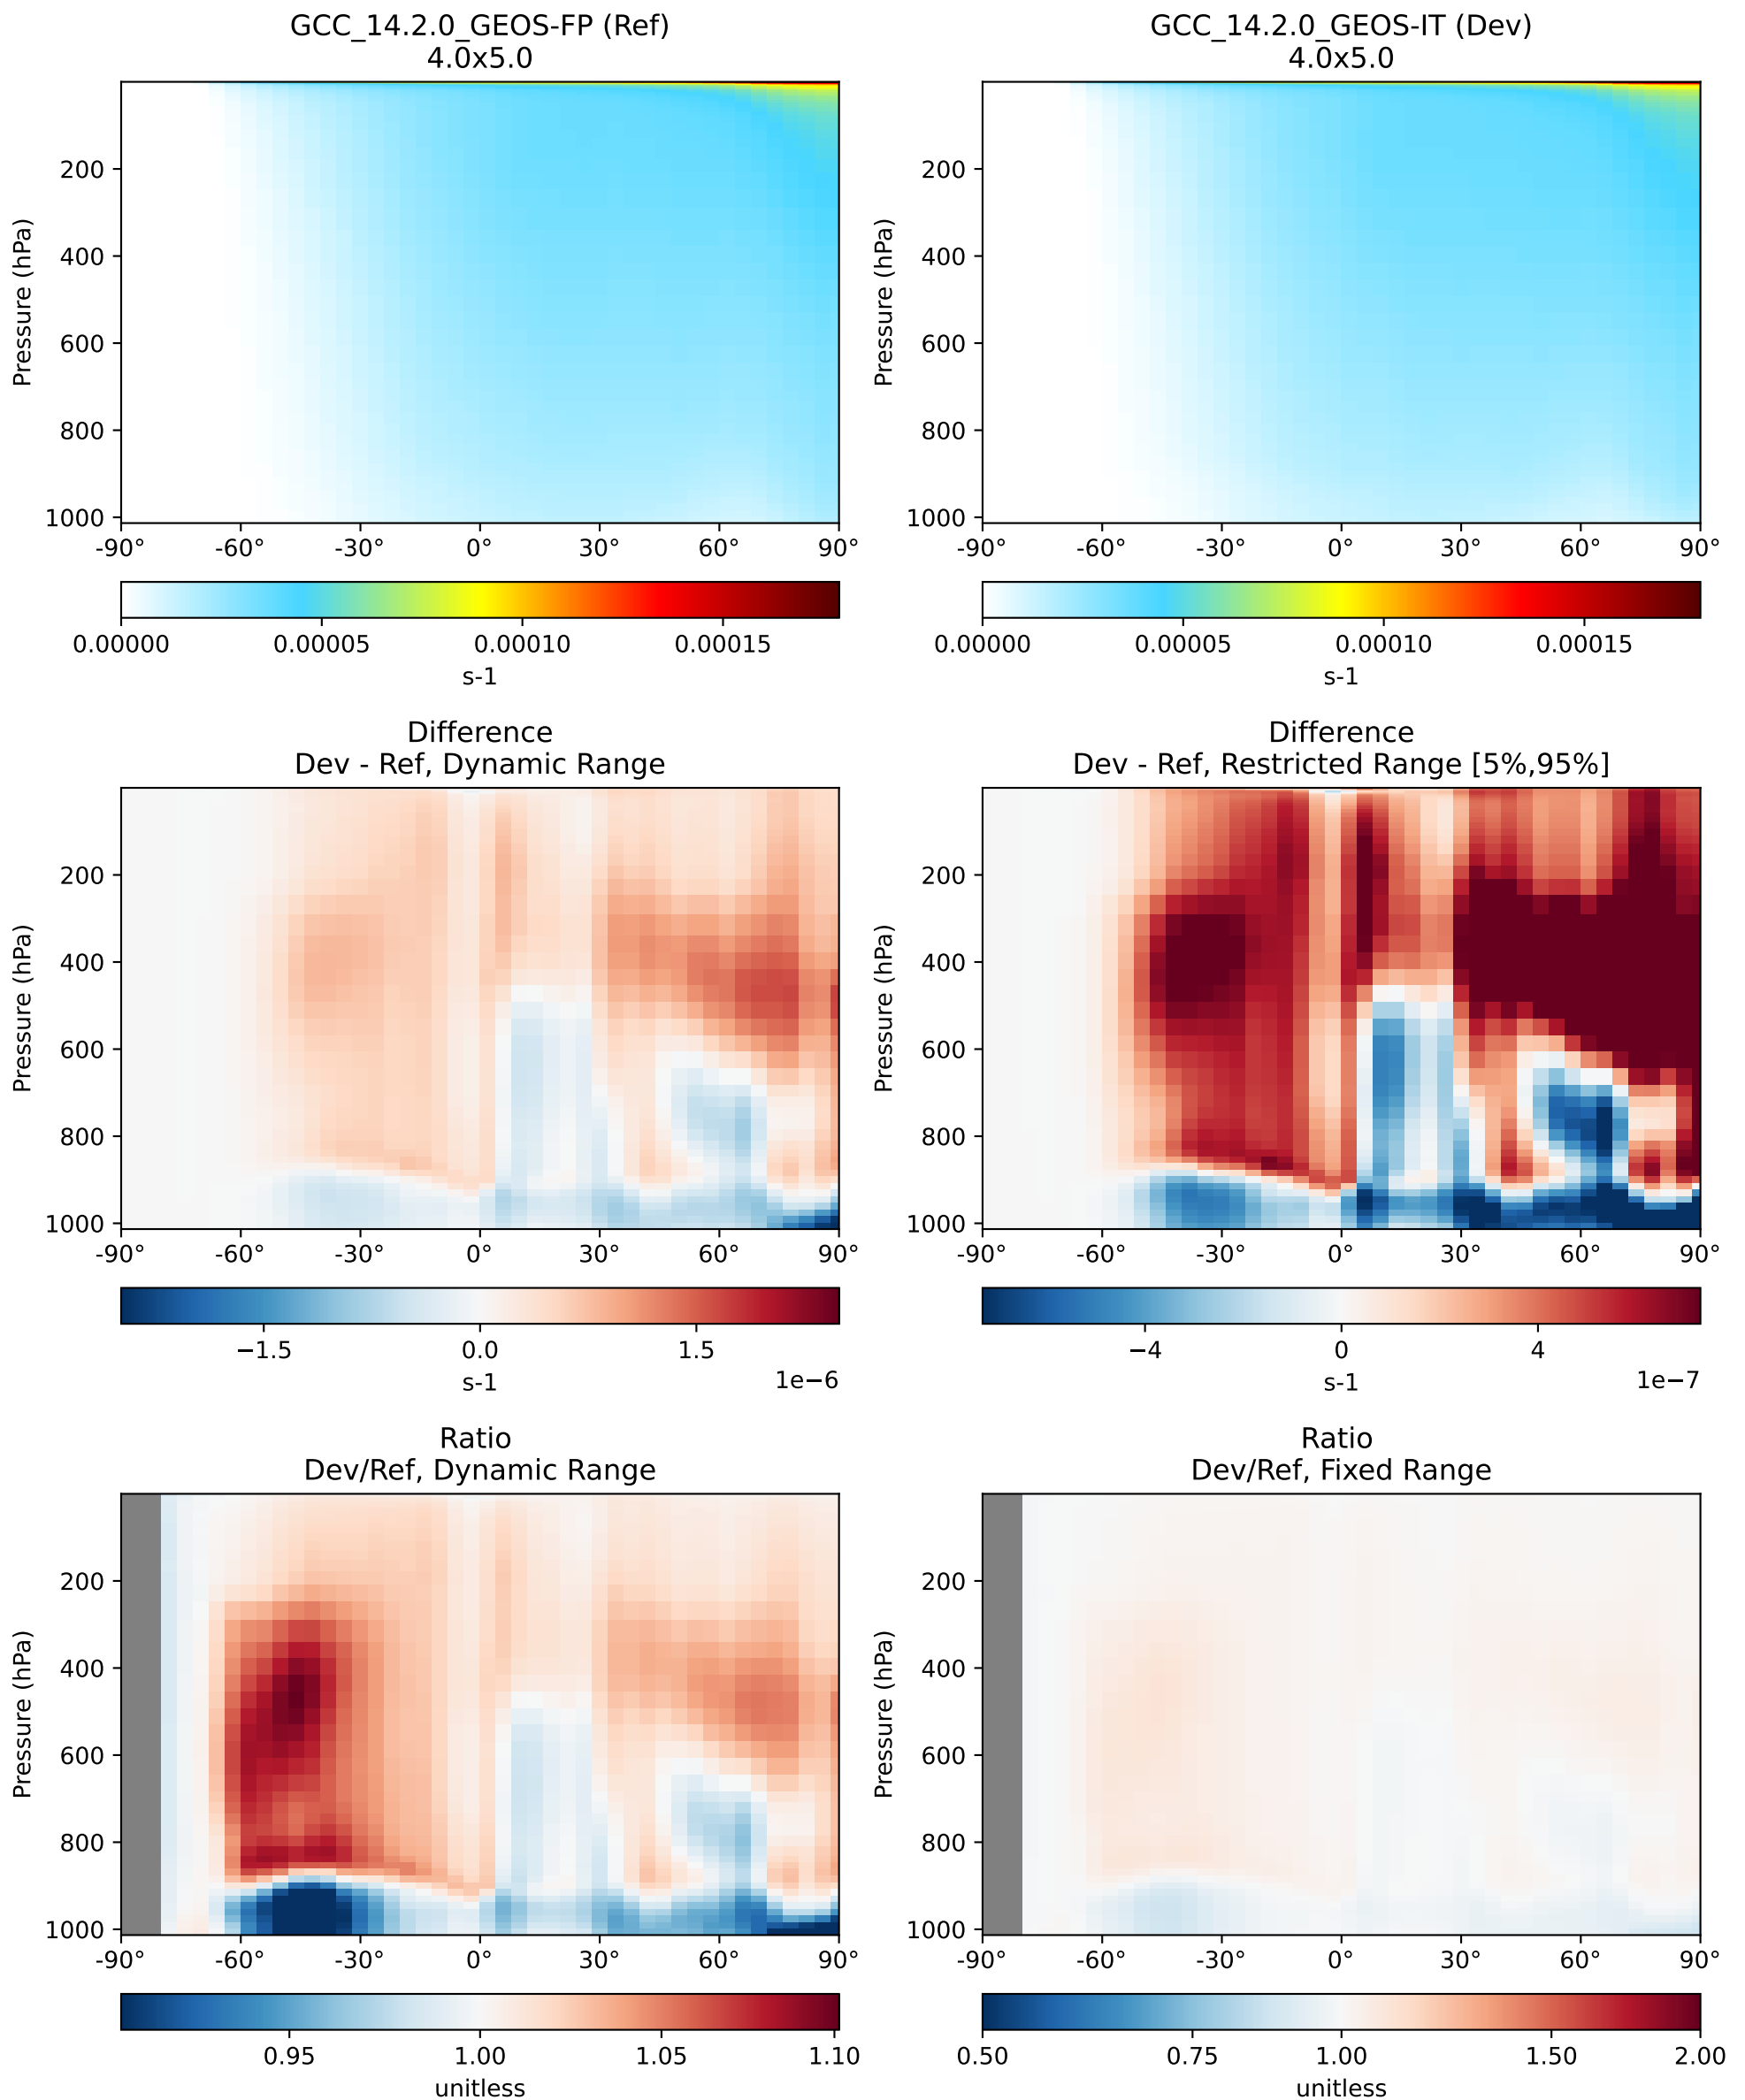 GCC_14.2.0_GEOS-FP (Ref)
4.0x5.0
GCC_14.2.0_GEOS-IT (Dev)
4.0x5.0
Pressure (hPa)
200
400
600
800
1000
-90° -60° -30° 0° 30° 60° 90°
0.00000 0.00005 0.00010 0.00015
s-1
Pressure (hPa)
200
400
600
800
1000
-90° -60° -30° 0° 30° 60° 90°
0.00000 0.00005 0.00010 0.00015
s-1
Difference
Dev - Ref, Dynamic Range
Pressure (hPa)
200
400
600
800
1000
-90° -60° -30° 0° 30° 60° 90°
−1.5 0.0 1.5
s-1 1e−6
Difference
Dev - Ref, Restricted Range [5%,95%]
Pressure (hPa)
200
400
600
800
1000
-90° -60° -30° 0° 30° 60° 90°
−4 0 4
s-1 1e−7
Ratio
Dev/Ref, Dynamic Range
Pressure (hPa)
200
400
600
800
1000
-90° -60° -30° 0° 30° 60° 90°
0.95 1.00 1.05 1.10
unitless
Ratio
Dev/Ref, Fixed Range
Pressure (hPa)
200
400
600
800
1000
-90° -60° -30° 0° 30° 60° 90°
0.50 0.75 1.00 1.50 2.00
unitless